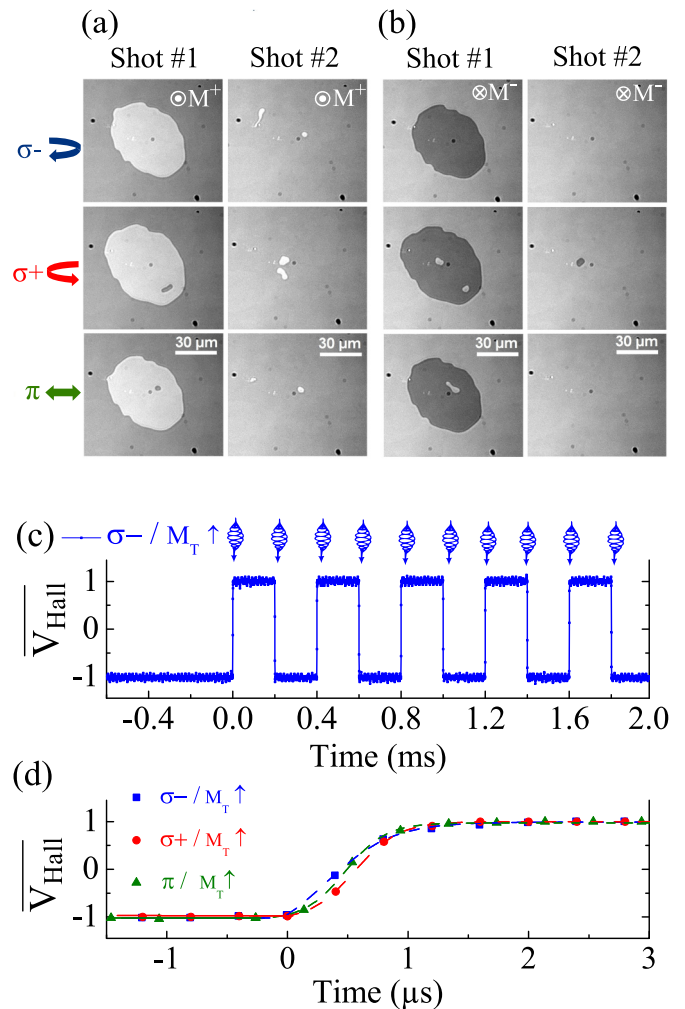 (a) (b)
Shot #1 Shot #2 Shot #1 Shot #2
⊙M⁺ ⊙M⁺ ⊗M⁻ ⊗M⁻
σ-
σ+
30 µm 30 µm 30 µm 30 µm
π
(c) σ− / M_T ↑
V_Hall
1
0
-1
-0.4 0.0 0.4 0.8 1.2 1.6 2.0
Time (ms)
(d)
σ− / M_T ↑
σ+ / M_T ↑
π / M_T ↑
V_Hall
1
0
-1
-1 0 1 2 3
Time (µs)